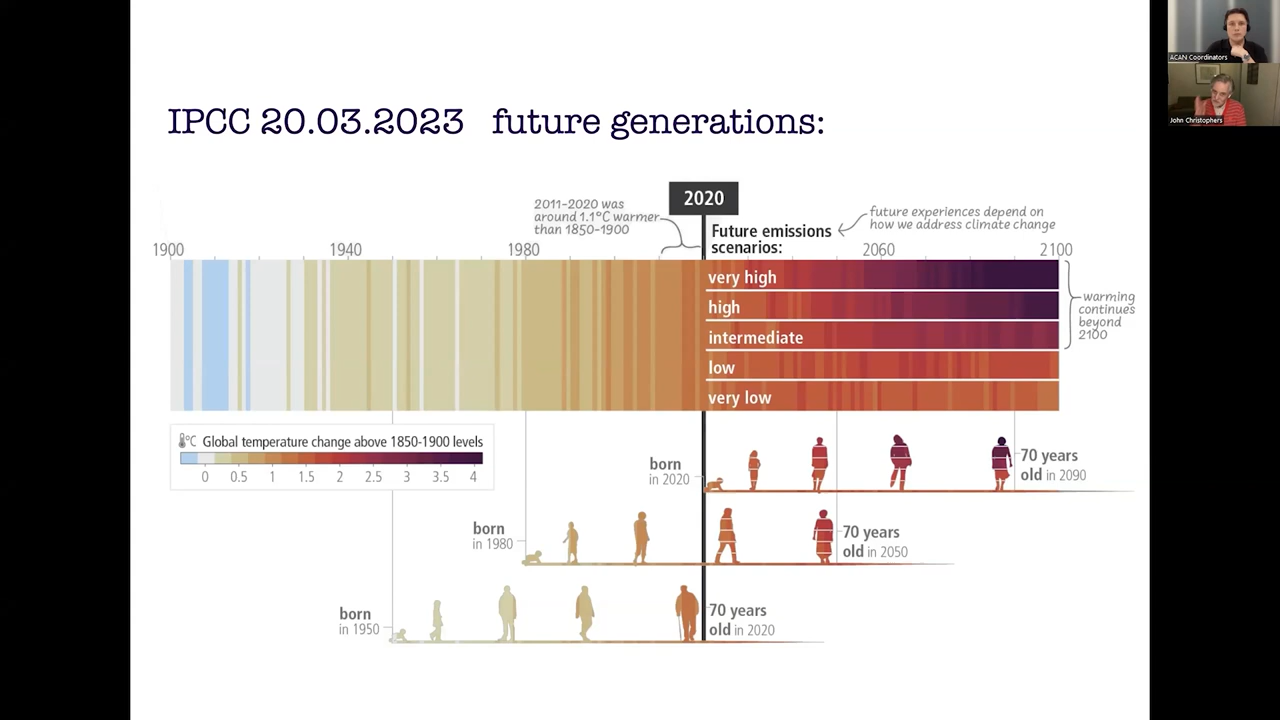 ACAN Coordinators
John Christophers
IPCC 20.03.2023 future generations:
2020
2011–2020 was
around 1.1°C warmer
than 1850-1900
Future emissions
scenarios:
future experiences depend on
how we address climate change
1900 1940 1980 2060 2100
very high
high
intermediate
low
very low
warming
continues
beyond
2100
°C Global temperature change above 1850-1900 levels
0 0.5 1 1.5 2 2.5 3 3.5 4
born
in 2020
70 years
old in 2090
born
in 1980
70 years
old in 2050
born
in 1950
70 years
old in 2020